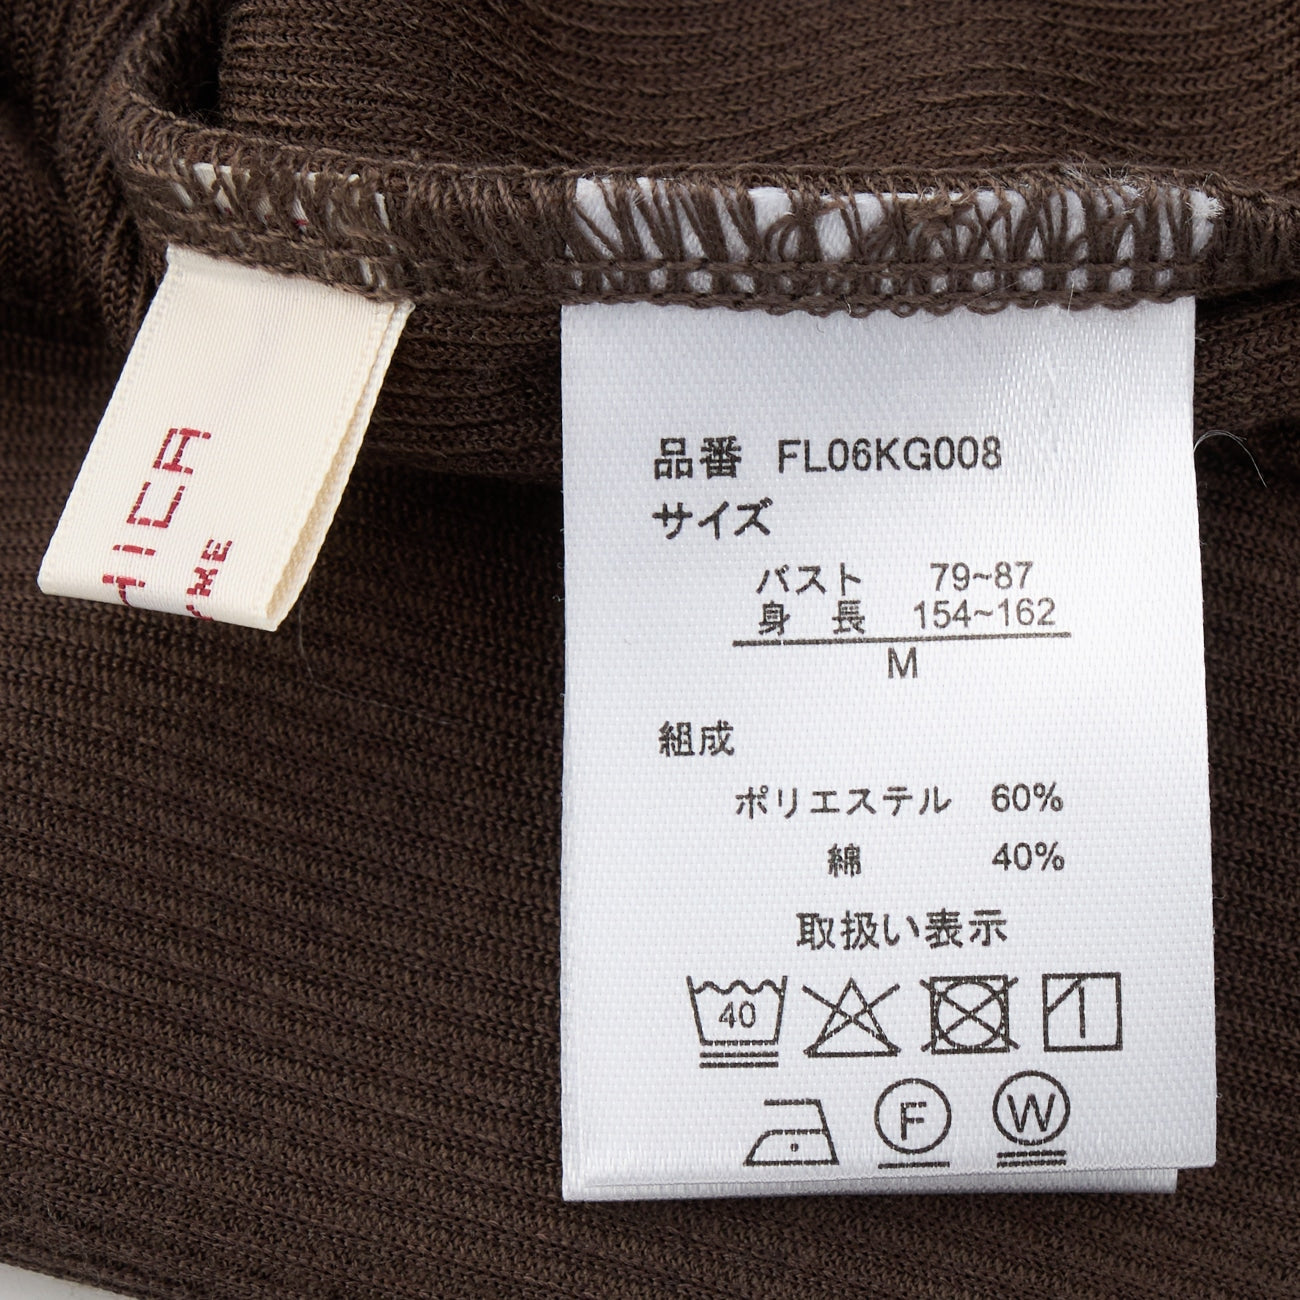 品番 FL06KG008
サイズ
バスト 79~87
身長 154~162
M
組成
ポリエステル 60%
綿 40%
取扱い表示
40
F
W